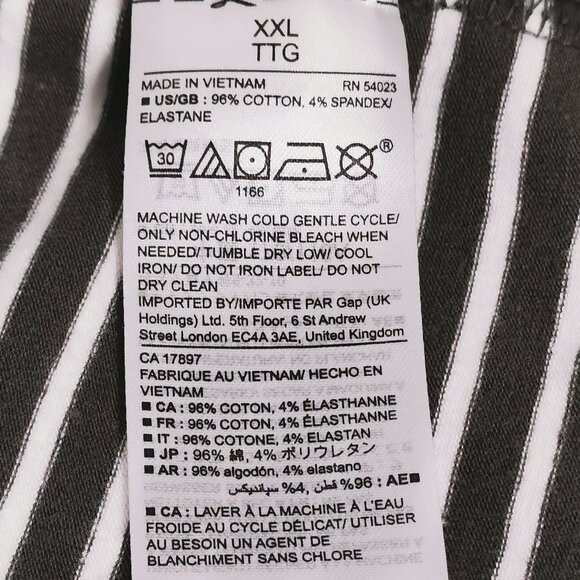 XXL
TTG
MADE IN VIETNAM RN 54023
■ US/GB : 96% COTTON, 4% SPANDEX/
ELASTANE
30
®
1166
MACHINE WASH COLD GENTLE CYCLE/
ONLY NON-CHLORINE BLEACH WHEN
NEEDED/ TUMBLE DRY LOW/ COOL
IRON/ DO NOT IRON LABEL/ DO NOT
DRY CLEAN
IMPORTED BY/IMPORTE PAR Gap (UK
Holdings) Ltd. 5th Floor, 6 St Andrew
Street London EC4A 3AE, United Kingdom
CA 17897
FABRIQUE AU VIETNAM/ HECHO EN
VIETNAM
■ CA : 96% COTON, 4% ÉLASTHANNE
■ FR : 96% COTON, 4% ÉLASTHANNE
■ IT : 96% COTONE, 4% ELASTAN
■ JP : 96% 綿, 4% ポリウレタン
■ AR : 96% algodón, 4% elastano
■ AE : 96% قطن, 4% سباندیکس
■ CA : LAVER À LA MACHINE À L'EAU
FROIDE AU CYCLE DÉLICAT/ UTILISER
AU BESOIN UN AGENT DE
BLANCHIMENT SANS CHLORE